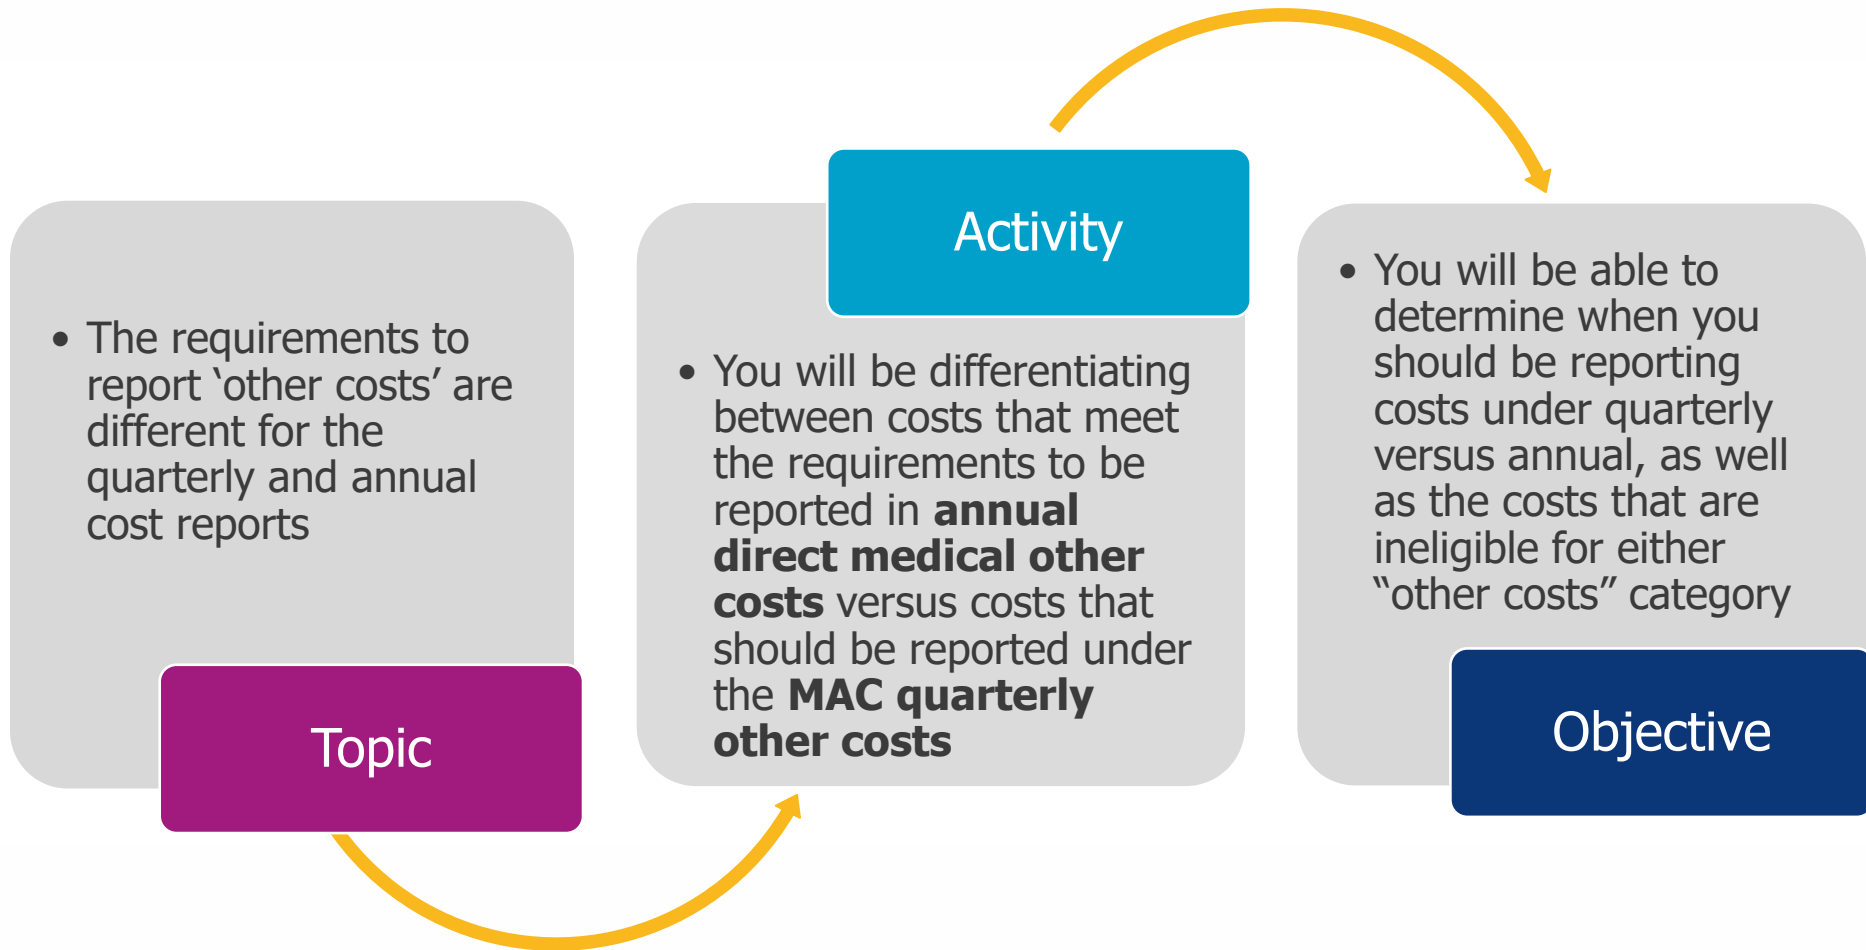 • The requirements to
report ‘other costs’ are
different for the
quarterly and annual
cost reports
Topic
Activity
• You will be differentiating
between costs that meet
the requirements to be
reported in annual
direct medical other
costs versus costs that
should be reported under
the MAC quarterly
other costs
• You will be able to
determine when you
should be reporting
costs under quarterly
versus annual, as well
as the costs that are
ineligible for either
“other costs” category
Objective